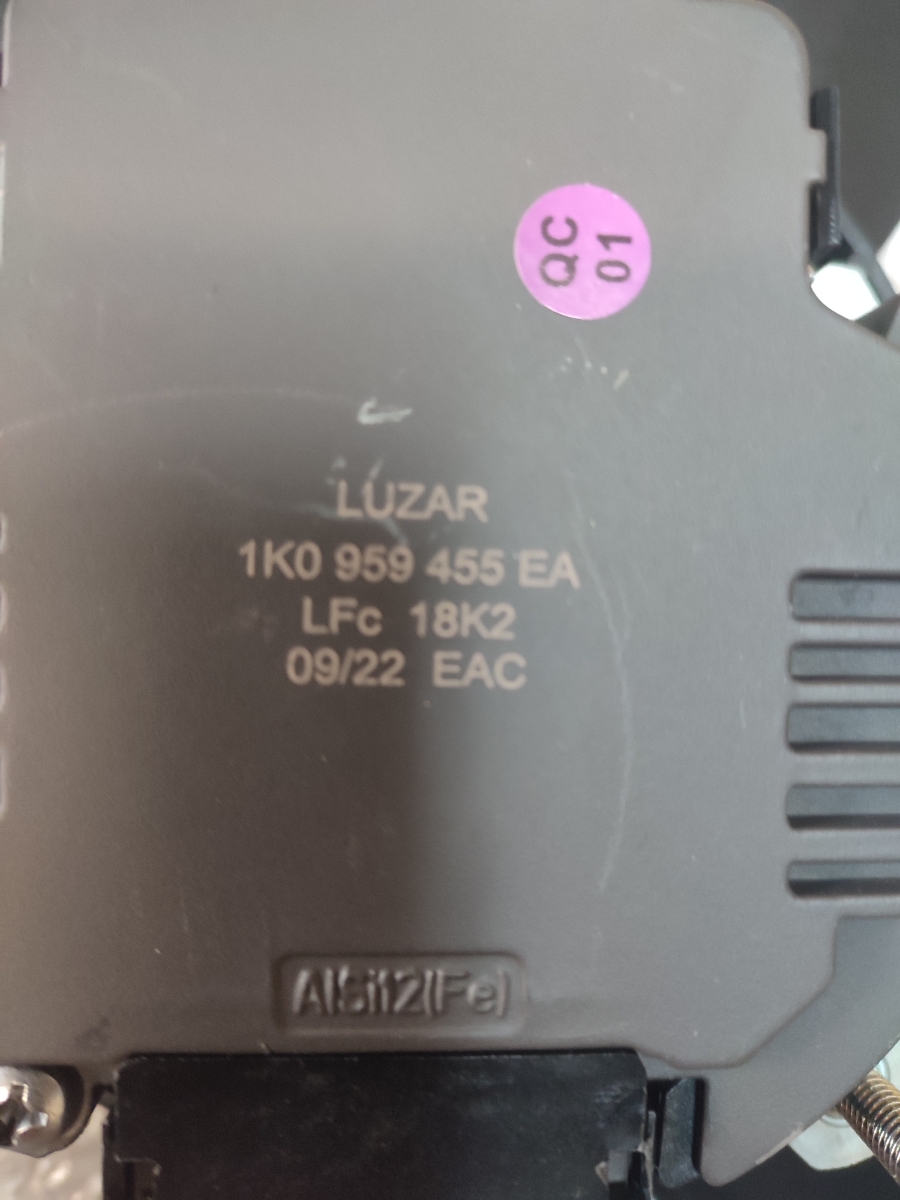 QC
01
LUZAR
1K0 959 455 EA
LFc 18K2
09/22 EAC
AlSi12(Fe)